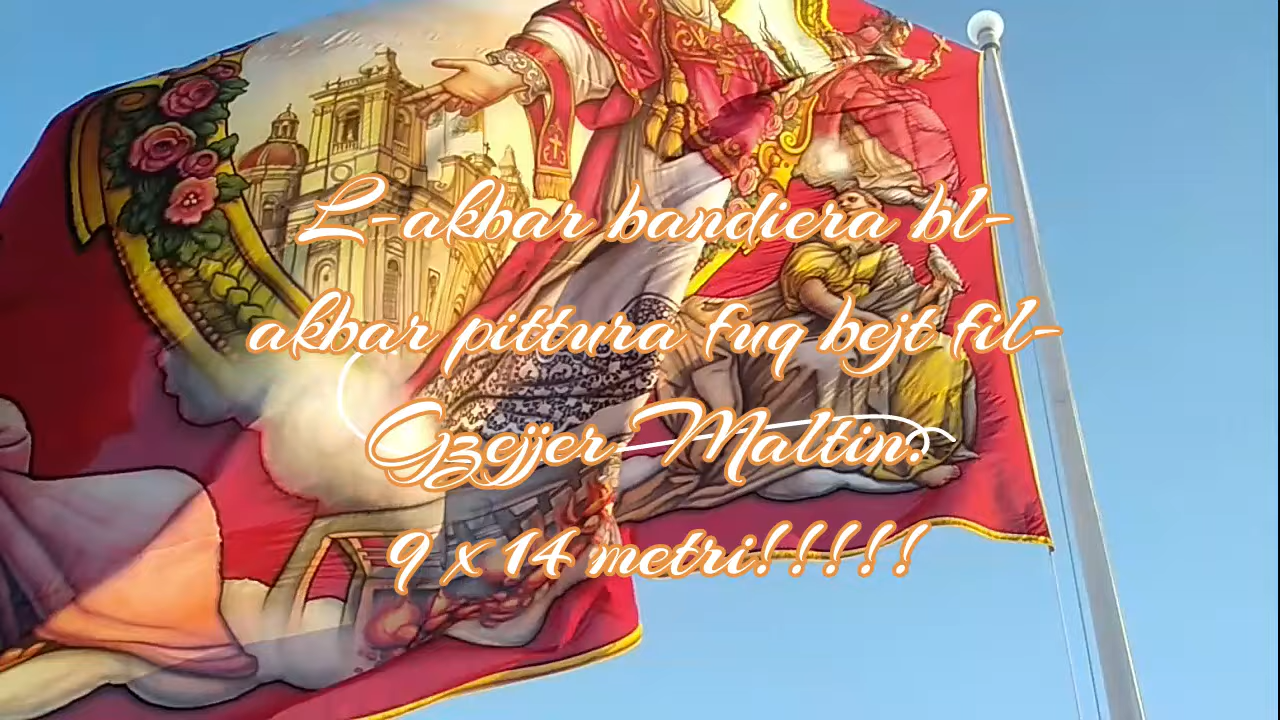 L-akbar bandiera bl-
akbar pittura fuq bejt fil-
Gzejjer Maltin.
9 x 14 metri!!!!!